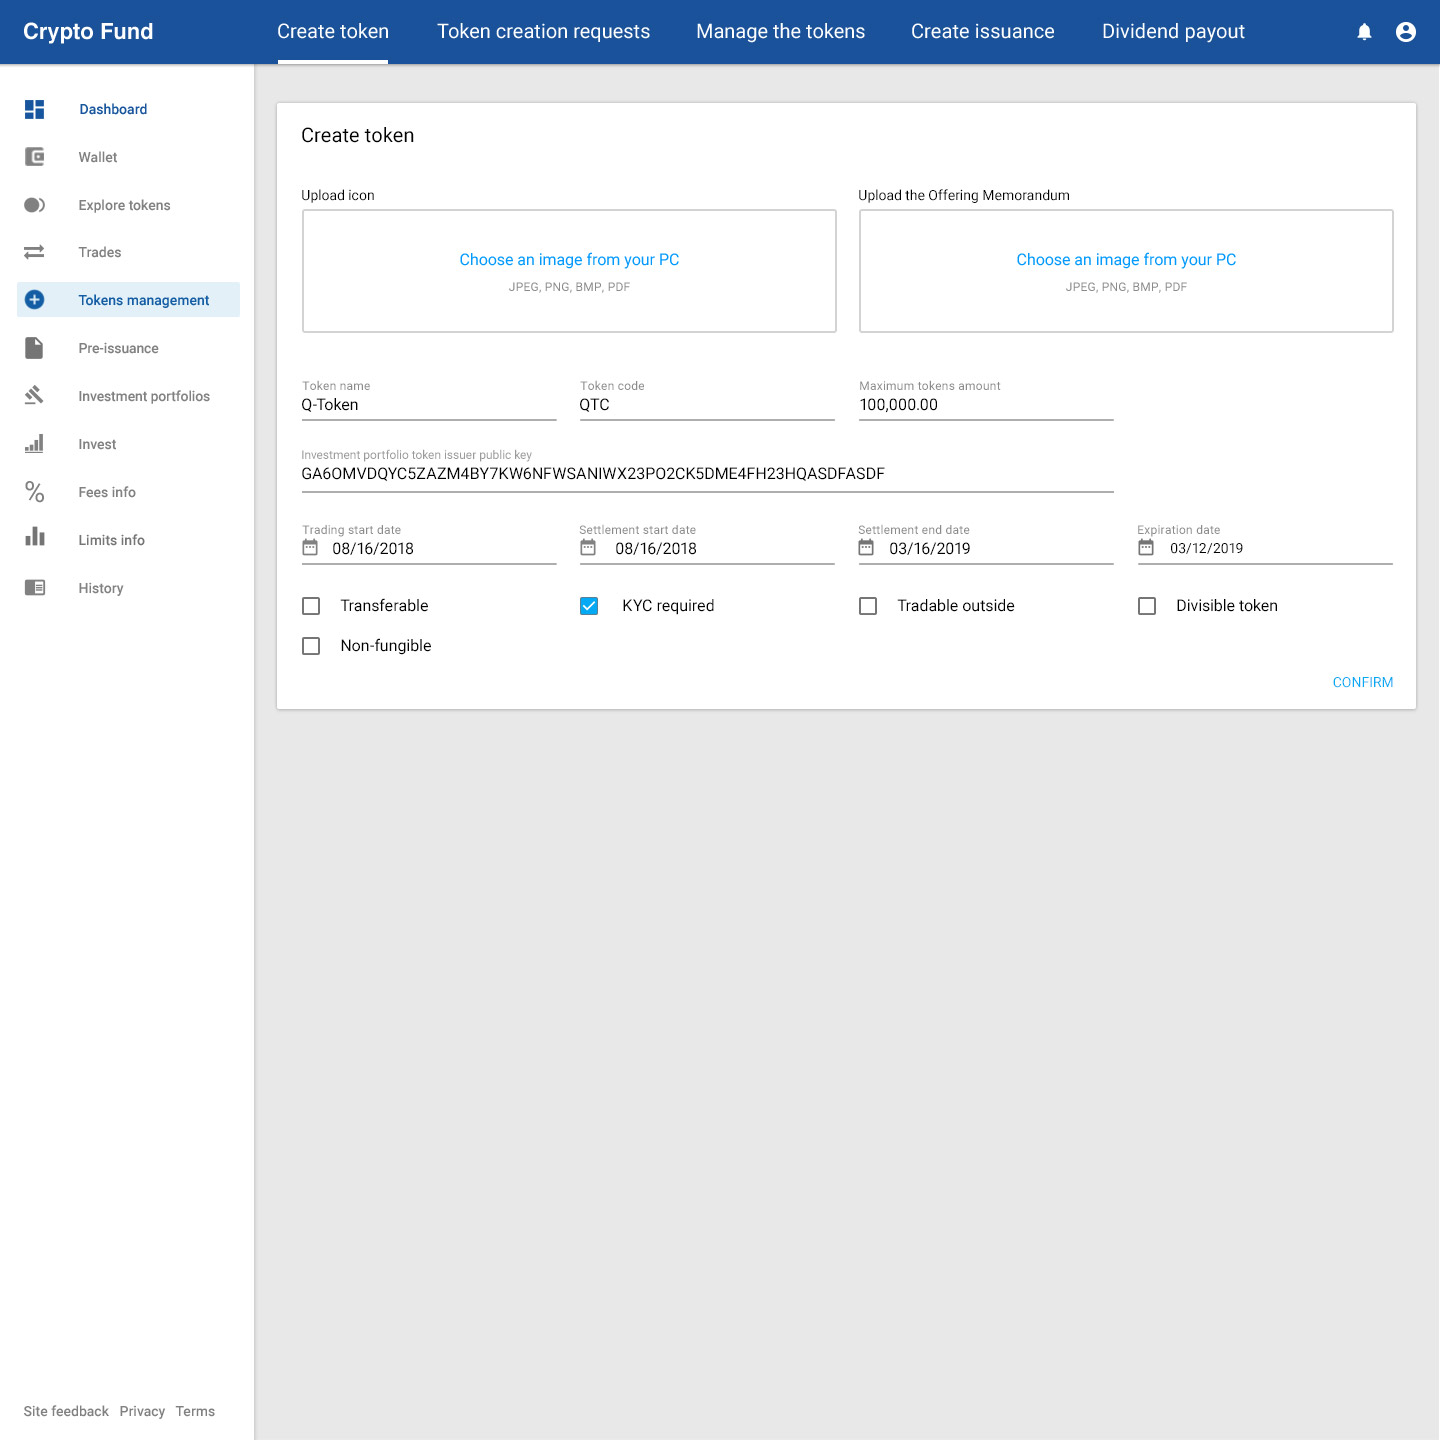 Crypto Fund
Create token
Token creation requests
Manage the tokens
Create issuance
Dividend payout
Dashboard
Wallet
Explore tokens
Trades
Tokens management
Pre-issuance
Investment portfolios
Invest
Fees info
Limits info
History
Create token
Upload icon
Choose an image from your PC
JPEG, PNG, BMP, PDF
Upload the Offering Memorandum
Choose an image from your PC
JPEG, PNG, BMP, PDF
Token name
Q-Token
Token code
QTC
Maximum tokens amount
100,000.00
Investment portfolio token issuer public key
GA6OMVDQYC5ZAZM4BY7KW6NFWSANIWX23PO2CK5DME4FH23HQASDFASDF
Trading start date
08/16/2018
Settlement start date
08/16/2018
Settlement end date
03/16/2019
Expiration date
03/12/2019
Transferable
KYC required
Tradable outside
Divisible token
Non-fungible
CONFIRM
Site feedback Privacy Terms